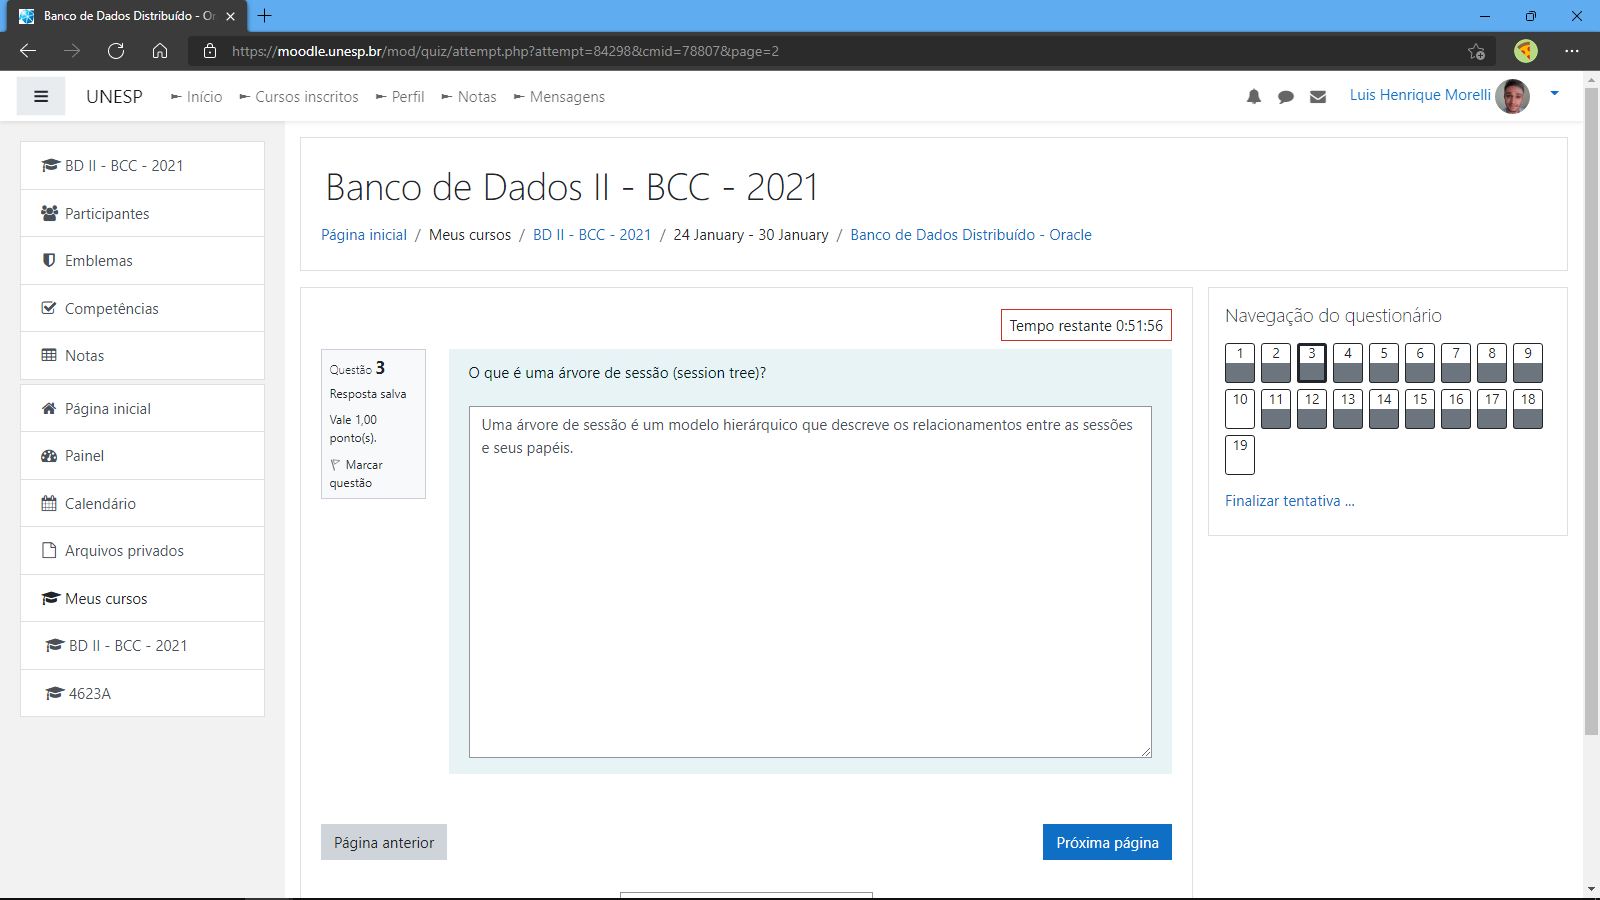 Banco de Dados Distribuído - Or
https://moodle.unesp.br/mod/quiz/attempt.php?attempt=84298&cmid=78807&page=2
UNESP
Início
Cursos inscritos
Perfil
Notas
Mensagens
Luis Henrique Morelli
BD II - BCC - 2021
Participantes
Emblemas
Competências
Notas
Página inicial
Painel
Calendário
Arquivos privados
Meus cursos
BD II - BCC - 2021
4623A
Banco de Dados II - BCC - 2021
Página inicial / Meus cursos / BD II - BCC - 2021 / 24 January - 30 January / Banco de Dados Distribuído - Oracle
Tempo restante 0:51:56
Questão 3
Resposta salva
Vale 1,00
ponto(s).
Marcar
questão
O que é uma árvore de sessão (session tree)?
Uma árvore de sessão é um modelo hierárquico que descreve os relacionamentos entre as sessões
e seus papéis.
Página anterior
Próxima página
Navegação do questionário
1 2 3 4 5 6 7 8 9
10 11 12 13 14 15 16 17 18
19
Finalizar tentativa ...